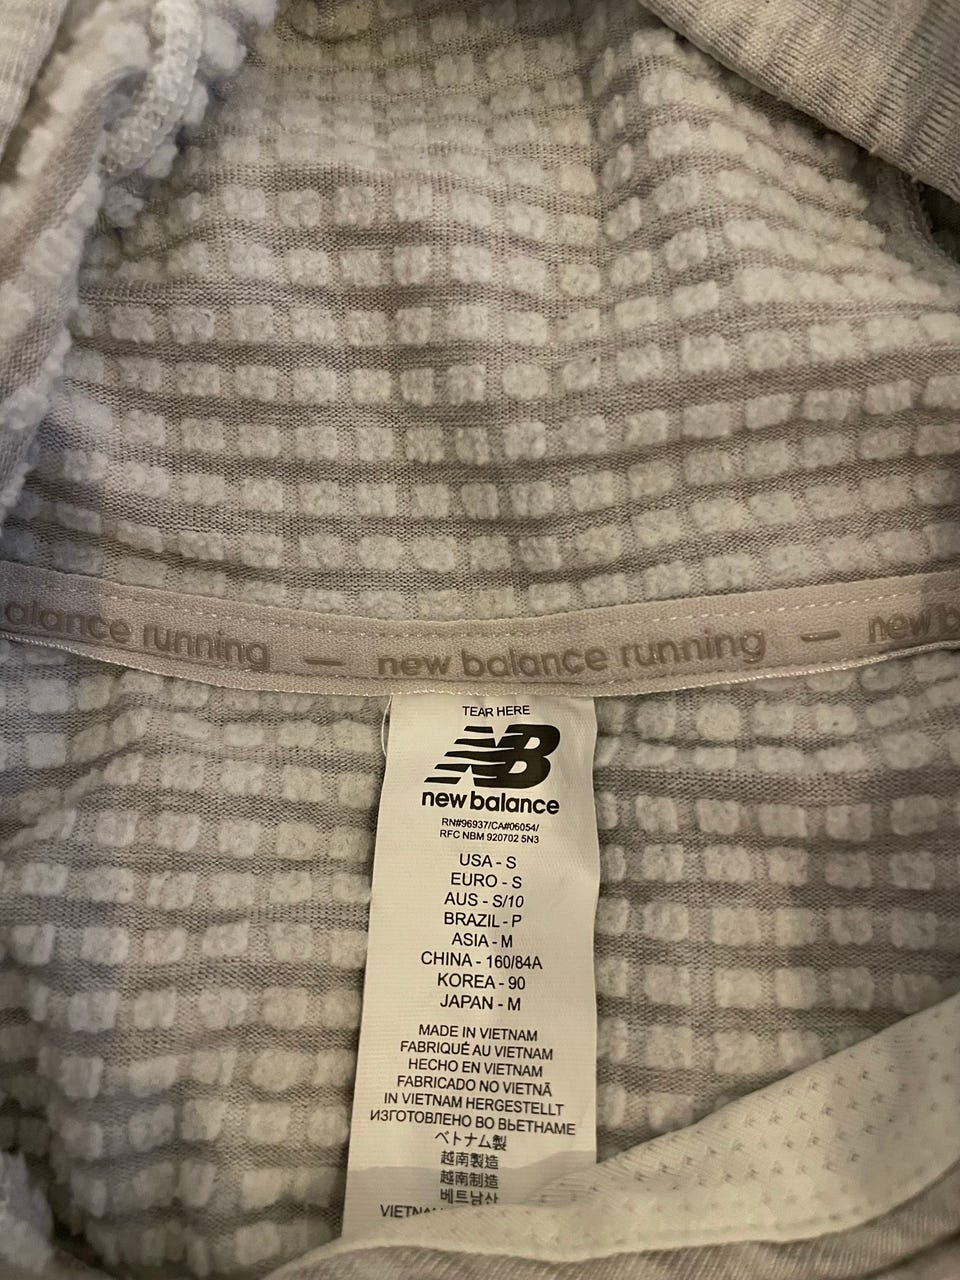 alance running — new balance running — new b
TEAR HERE
NB
new balance
RN#96937/CA#06054/
RFC NBM 920702 5N3
USA - S
EURO - S
AUS - S/10
BRAZIL - P
ASIA - M
CHINA - 160/84A
KOREA - 90
JAPAN - M
MADE IN VIETNAM
FABRIQUÉ AU VIETNAM
HECHO EN VIETNAM
FABRICADO NO VIETNÃ
IN VIETNAM HERGESTELLT
ИЗГОТОВЛЕНО ВО ВЬЕТНАМЕ
ベトナム製
越南製造
越南制造
베트남산